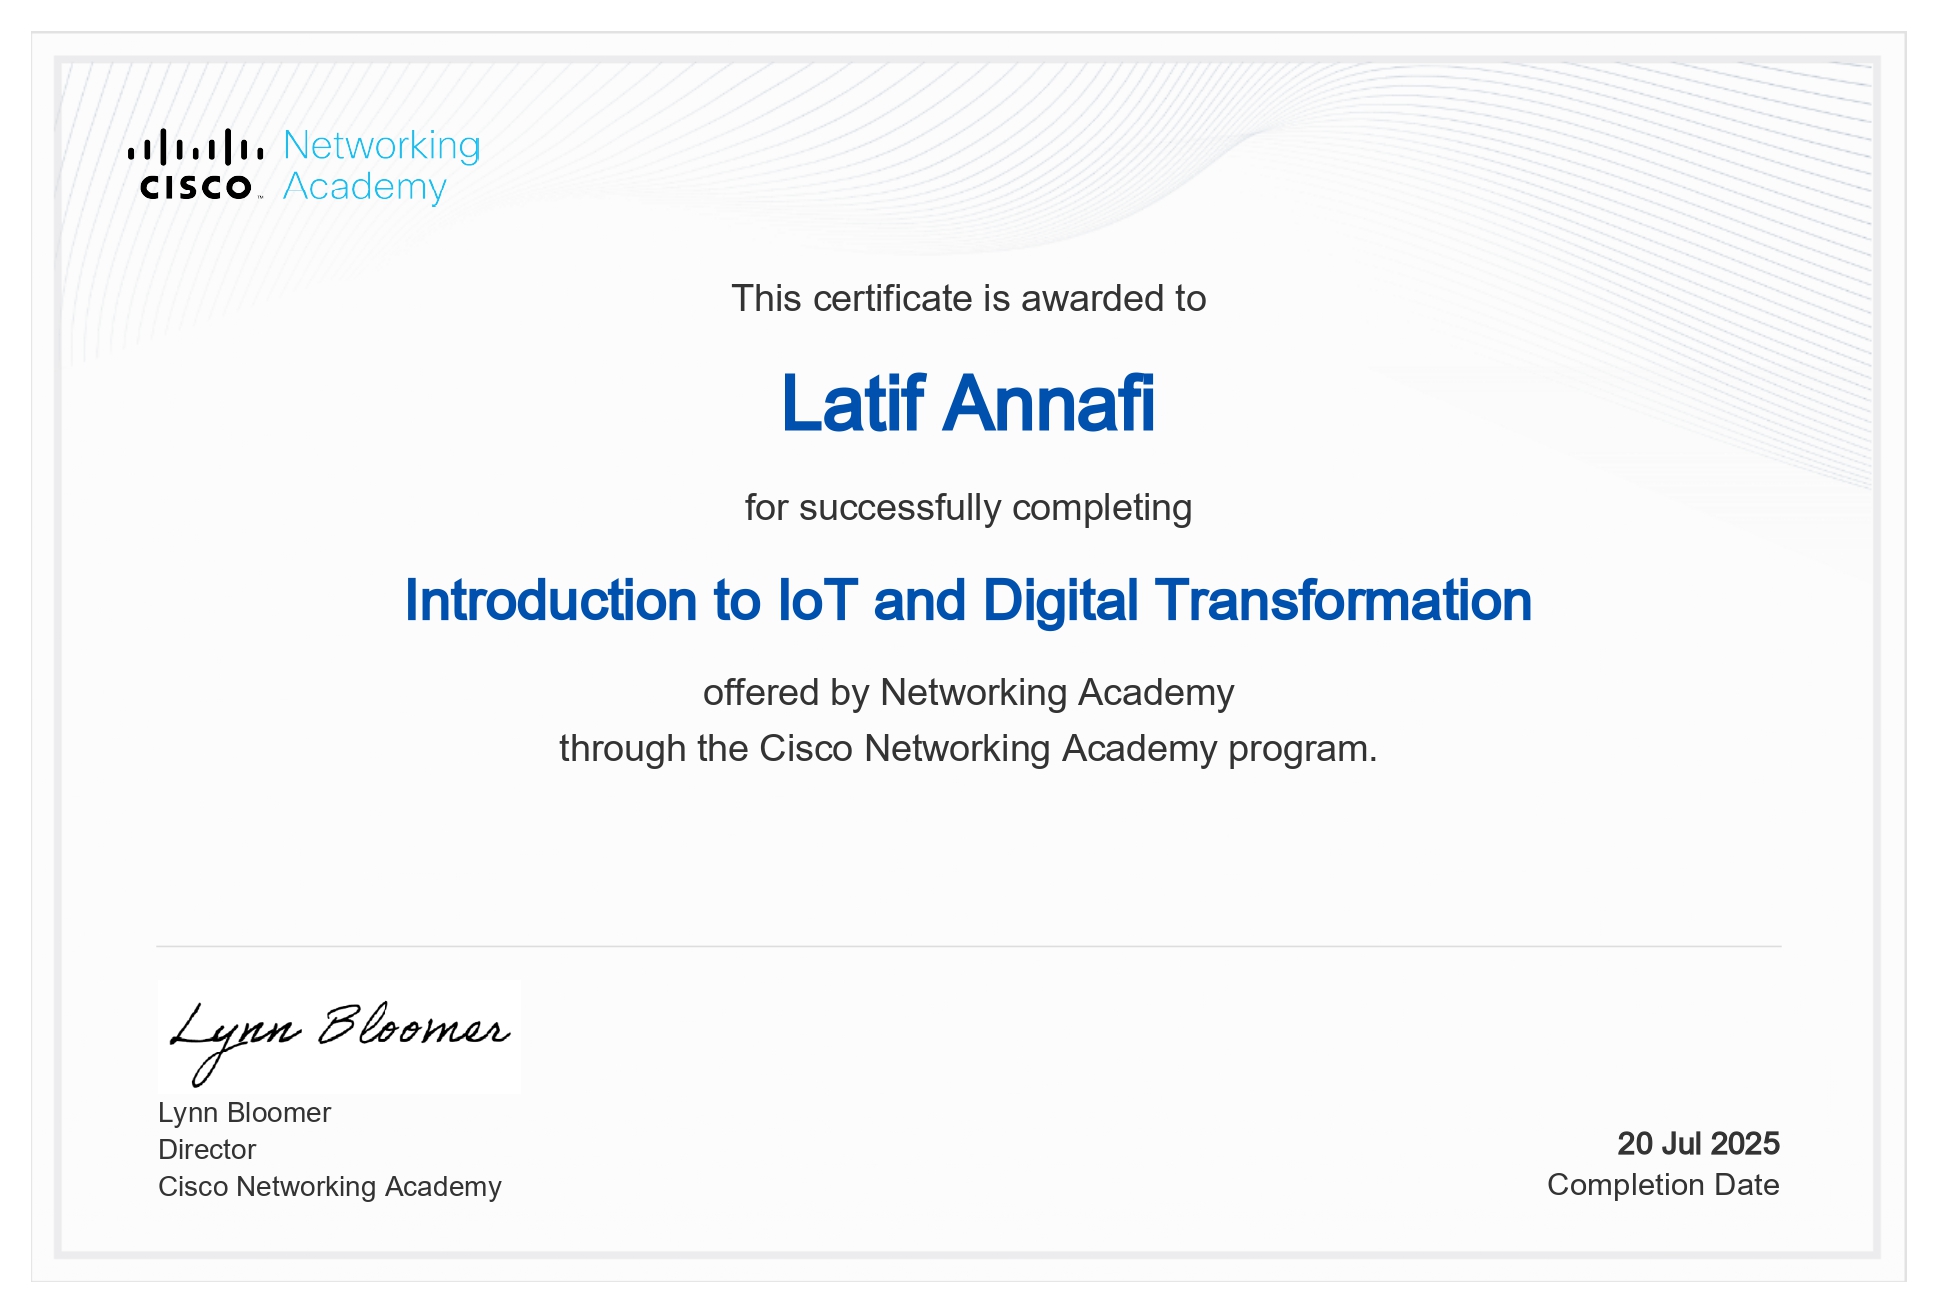 Networking
Academy
CISCO
This certificate is awarded to
Latif Annafi
for successfully completing
Introduction to IoT and Digital Transformation
offered by Networking Academy
through the Cisco Networking Academy program.
Lynn Bloomer
Lynn Bloomer
Director
Cisco Networking Academy
20 Jul 2025
Completion Date